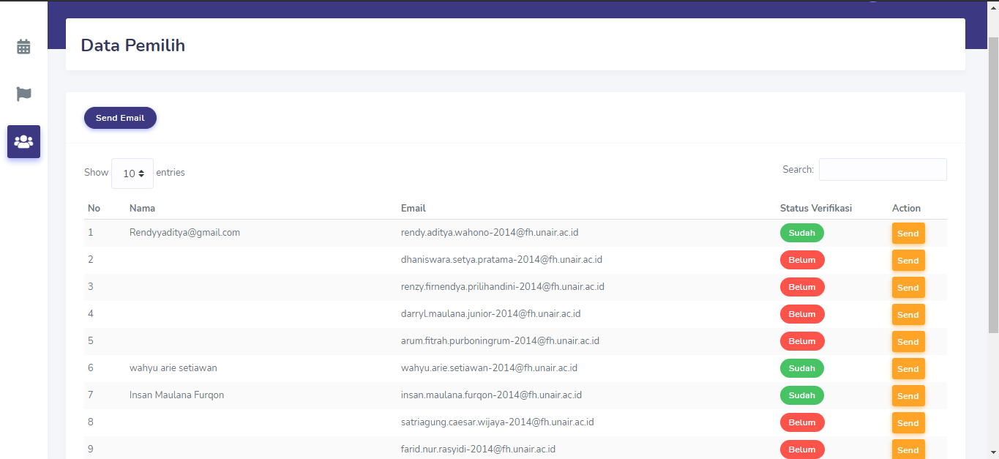 Data Pemilih
Send Email
Show 10 entries
Search:
No Nama Email Status Verifikasi Action
1 Rendyyaditya@gmail.com rendy.aditya.wahono-2014@fh.unair.ac.id Sudah Send
2 dhaniswara.setya.pratama-2014@fh.unair.ac.id Belum Send
3 renzy.firnendya.prilihandini-2014@fh.unair.ac.id Belum Send
4 darryl.maulana.junior-2014@fh.unair.ac.id Belum Send
5 arum.fitrah.purboningrum-2014@fh.unair.ac.id Belum Send
6 wahyu arie setiawan wahyu.arie.setiawan-2014@fh.unair.ac.id Sudah Send
7 Insan Maulana Furqon insan.maulana.furqon-2014@fh.unair.ac.id Sudah Send
8 satriagung.caesar.wijaya-2014@fh.unair.ac.id Belum Send
9 farid.nur.rasyidi-2014@fh.unair.ac.id Belum Send